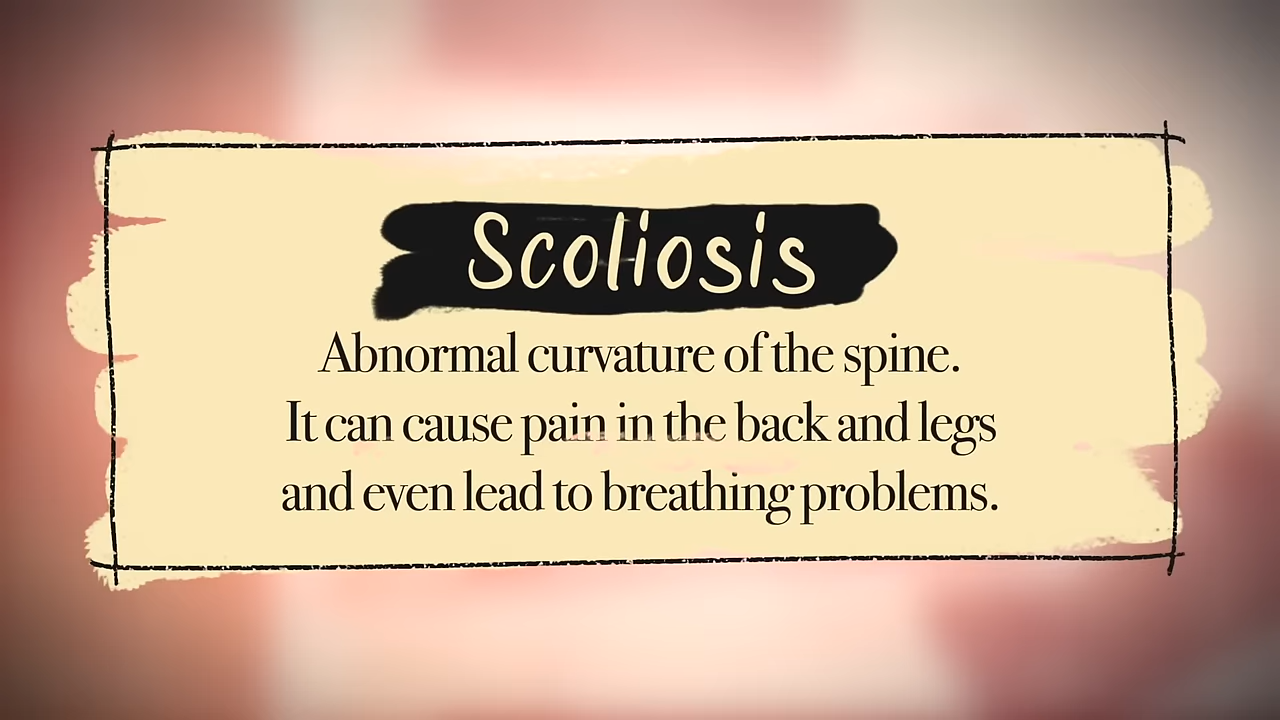 Scoliosis
Abnormal curvature of the spine.
It can cause pain in the back and legs
and even lead to breathing problems.